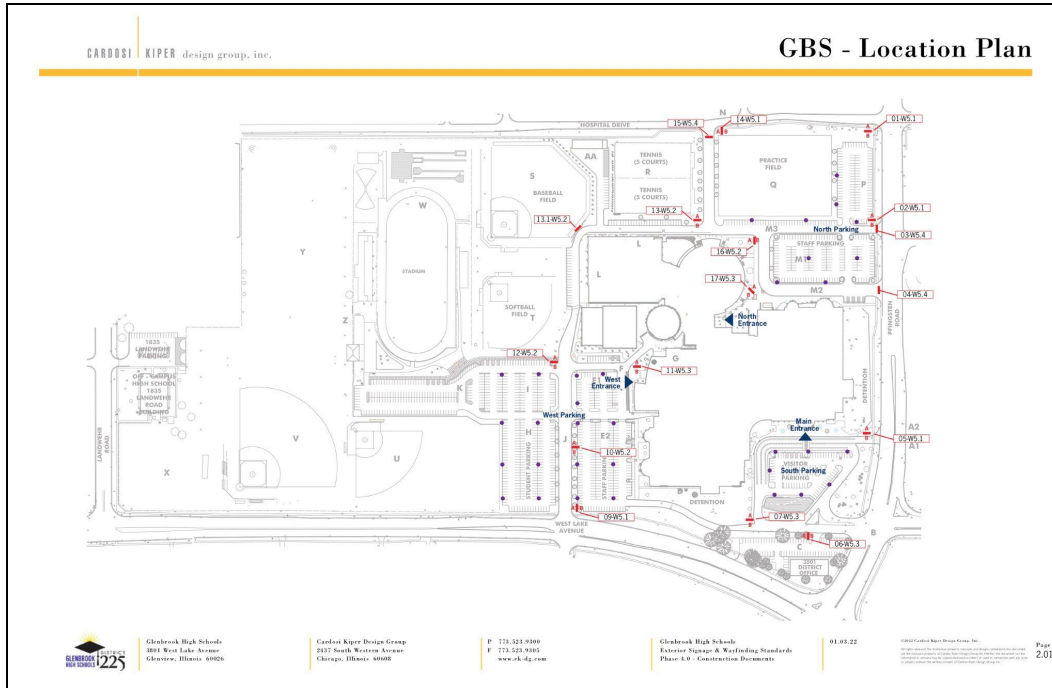 CARDOSI KIPER design group, inc.
GBS - Location Plan
HOSPITAL DRIVE
N
15-W5.4
14-W5.1
01-W5.1
A B
A
B
AA
TENNIS
(5 COURTS)
R
TENNIS
(5 COURTS)
PRACTICE
FIELD
Q
P
S
BASEBALL
FIELD
W
Y
13-W5.2
A
B
13.1-W5.2
02-W5.1
A
B
03-W5.4
M3
North Parking
STAFF PARKING
M1
M2
L
L
16-W5.2
A
17-W5.3
A
B
04-W5.4
STADIUM
SOFTBALL
FIELD
T
Z
North
Entrance
PFINGSTEN
ROAD
1835
LANDWEHR
PARKING
OFF - CAMPUS
HIGH SCHOOL
1835
LANDWEHR
ROAD
BUILDING
LANDWEHR
ROAD
12-W5.2
A
B
F
G
11-W5.3
A
B
West
Entrance
E1
I
K
DETENTION
West Parking
H
J
E2
STUDENT PARKING
STAFF PARKING
V
U
X
10-W5.2
A
B
Main
Entrance
05-W5.1
A
B
A2
A1
VISITOR
PARKING
South Parking
D
DETENTION
09-W5.1
A B
WEST LAKE
AVENUE
07-W5.3
A
B
06-W5.3
B
C
3801
DISTRICT
OFFICE
B
GLENBROOK
HIGH SCHOOLS
DISTRICT
225
Glenbrook High Schools
3801 West Lake Avenue
Glenview, Illinois 60026
Cardosi Kiper Design Group
2437 South Western Avenue
Chicago, Illinois 60608
P 773.523.9300
F 773.523.9305
www.ck-dg.com
Glenbrook High Schools
Exterior Signage & Wayfinding Standards
Phase 4.0 - Construction Documents
01.03.22
©2022 Cardosi Kiper Design Group, Inc.
Page
2.01